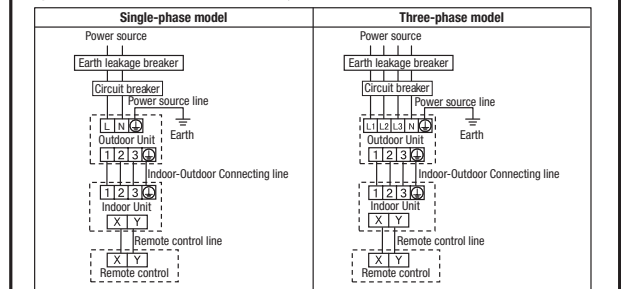 Single-phase model
Power source
Earth leakage breaker
Circuit breaker
Power source line
L N
Earth
Outdoor Unit
1 2 3
Indoor-Outdoor Connecting line
1 2 3
Indoor Unit
X Y
Remote control line
X Y
Remote control
Three-phase model
Power source
Earth leakage breaker
Circuit breaker
Power source line
L1 L2 L3 N
Earth
Outdoor Unit
1 2 3
Indoor-Outdoor Connecting line
1 2 3
Indoor Unit
X Y
Remote control line
X Y
Remote control